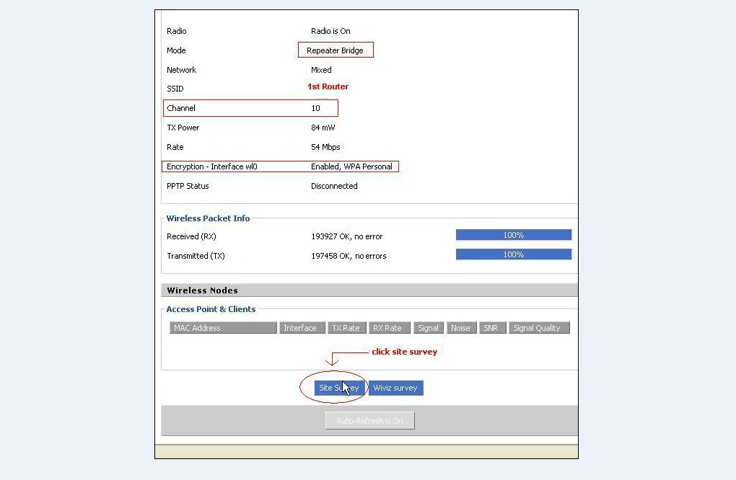 Radio Radio is On
Mode Repeater Bridge
Network Mixed
SSID 1st Router
Channel 10
TX Power 84 mW
Rate 54 Mbps
Encryption - Interface wl0 Enabled, WPA Personal
PPTP Status Disconnected
Wireless Packet Info
Received (RX) 193927 OK, no error 100%
Transmitted (TX) 197458 OK, no errors 100%
Wireless Nodes
Access Point & Clients
MAC Address Interface TX Rate RX Rate Signal Noise SNR Signal Quality
click site survey
Site Survey Wiviz survey
Auto-Refresh is On